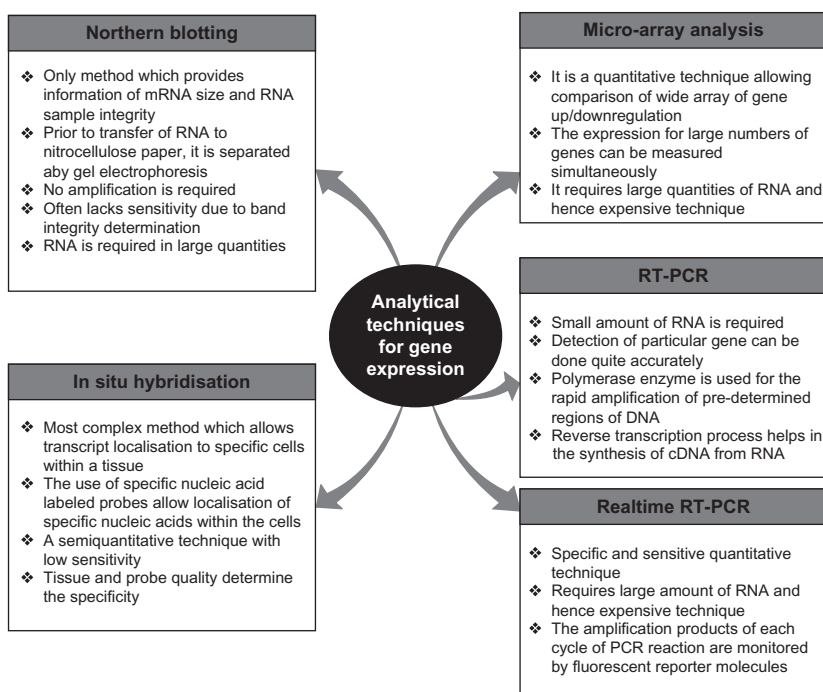 Northern blotting
❖ Only method which provides
information of mRNA size and RNA
sample integrity
❖ Prior to transfer of RNA to
nitrocellulose paper, it is separated
aby gel electrophoresis
❖ No amplification is required
❖ Often lacks sensitivity due to band
integrity determination
❖ RNA is required in large quantities
Micro-array analysis
❖ It is a quantitative technique allowing
comparison of wide array of gene
up/downregulation
❖ The expression for large numbers of
genes can be measured
simultaneously
❖ It requires large quantities of RNA and
hence expensive technique
Analytical
techniques
for gene
expression
RT-PCR
❖ Small amount of RNA is required
❖ Detection of particular gene can be
done quite accurately
❖ Polymerase enzyme is used for the
rapid amplification of pre-determined
regions of DNA
❖ Reverse transcription process helps in
the synthesis of cDNA from RNA
In situ hybridisation
❖ Most complex method which allows
transcript localisation to specific cells
within a tissue
❖ The use of specific nucleic acid
labeled probes allow localisation of
specific nucleic acids within the cells
❖ A semiquantitative technique with
low sensitivity
❖ Tissue and probe quality determine
the specificity
Realtime RT-PCR
❖ Specific and sensitive quantitative
technique
❖ Requires large amount of RNA and
hence expensive technique
❖ The amplification products of each
cycle of PCR reaction are monitored
by fluorescent reporter molecules